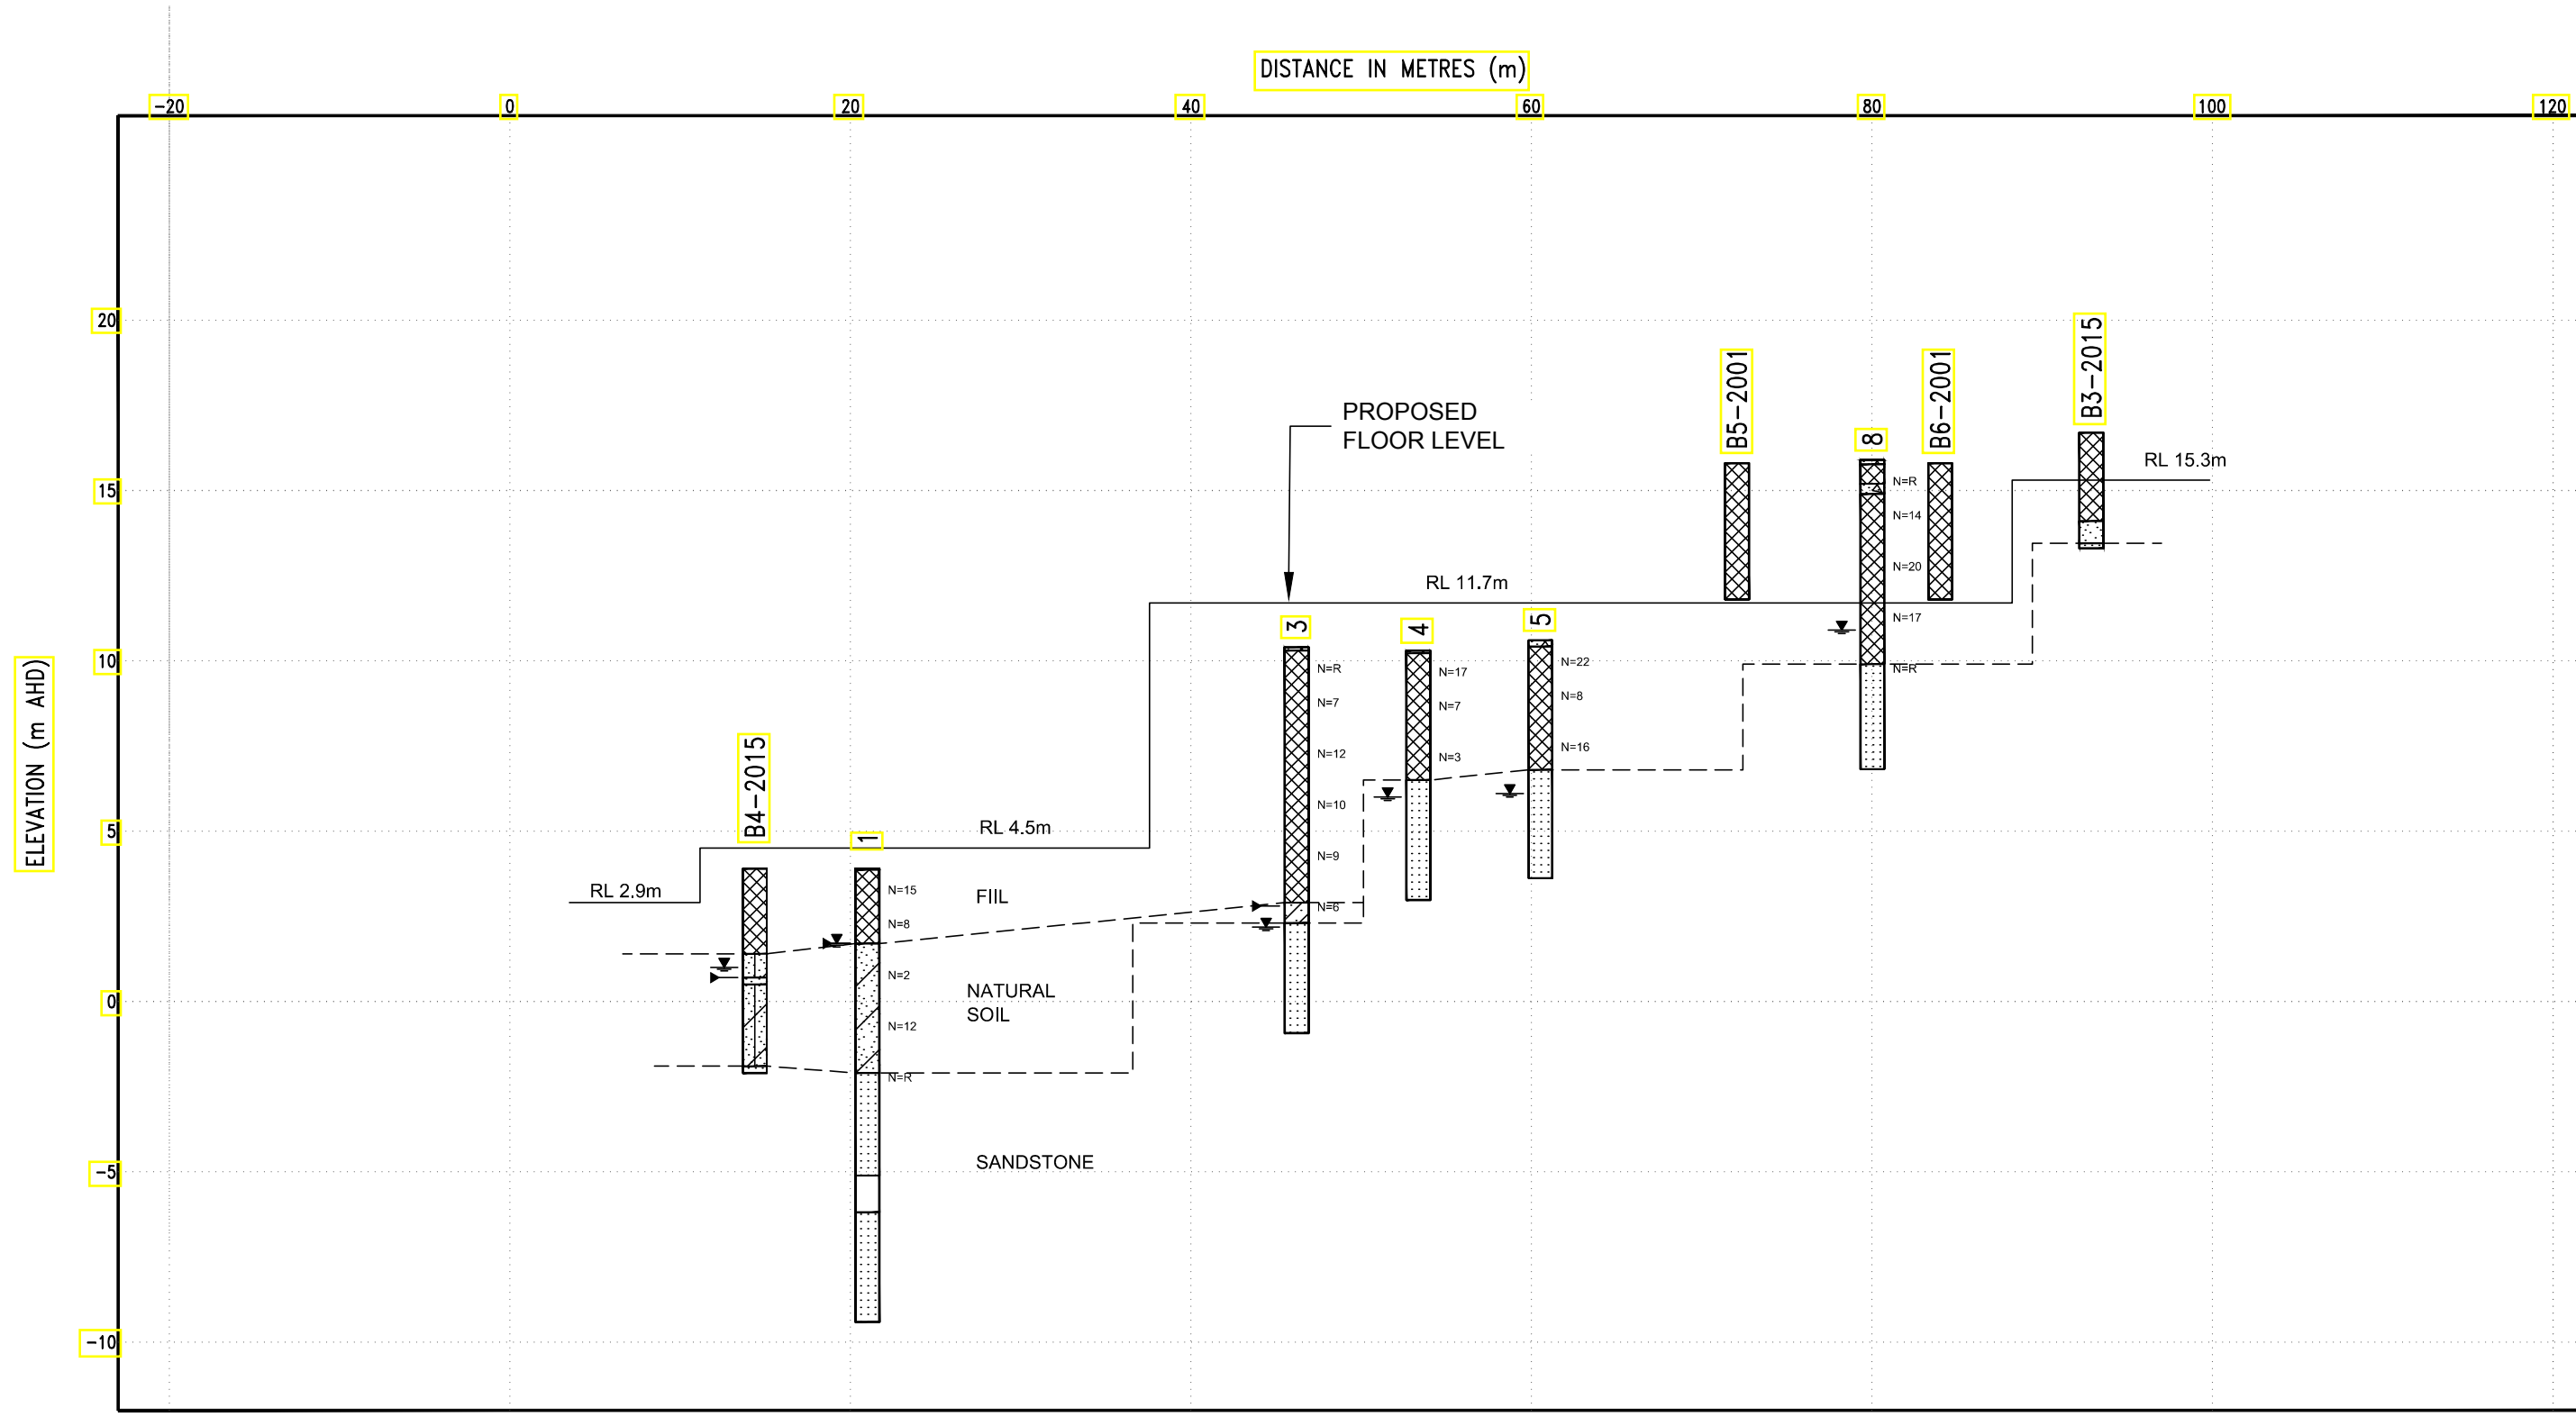 DISTANCE IN METRES (m)
-20 0 20 40 60 80 100 120
20
15
10
5
0
-5
-10
ELEVATION (m AHD)
B3-2015
B5-2001
B6-2001
8
PROPOSED
FLOOR LEVEL
RL 15.3m
N=R
N=14
N=20
N=17
N=R
RL 11.7m
3
4
5
N=R
N=7
N=12
N=10
N=9
N=6
N=17
N=7
N=3
N=22
N=8
N=16
B4-2015
1
RL 4.5m
RL 2.9m
N=15
N=8
N=2
N=12
N=R
FIIL
NATURAL
SOIL
SANDSTONE